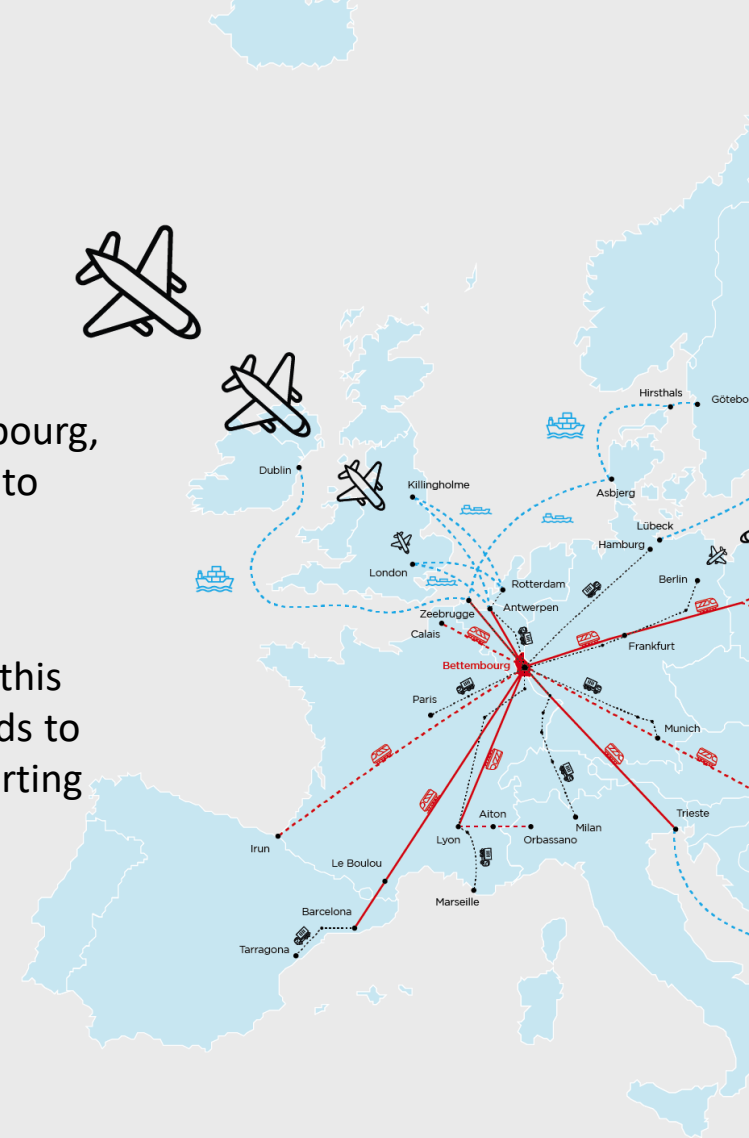 bourg,
to
this
ds to
rting
Hirsthals
Götebo
Dublin
Killingholme
Asbjerg
Lübeck
Hamburg
London
Berlin
Rotterdam
Zeebrugge
Antwerpen
Calais
Frankfurt
Bettembourg
Paris
Munich
Trieste
Aiton
Milan
Irun
Lyon
Orbassano
Le Boulou
Marseille
Barcelona
Tarragona